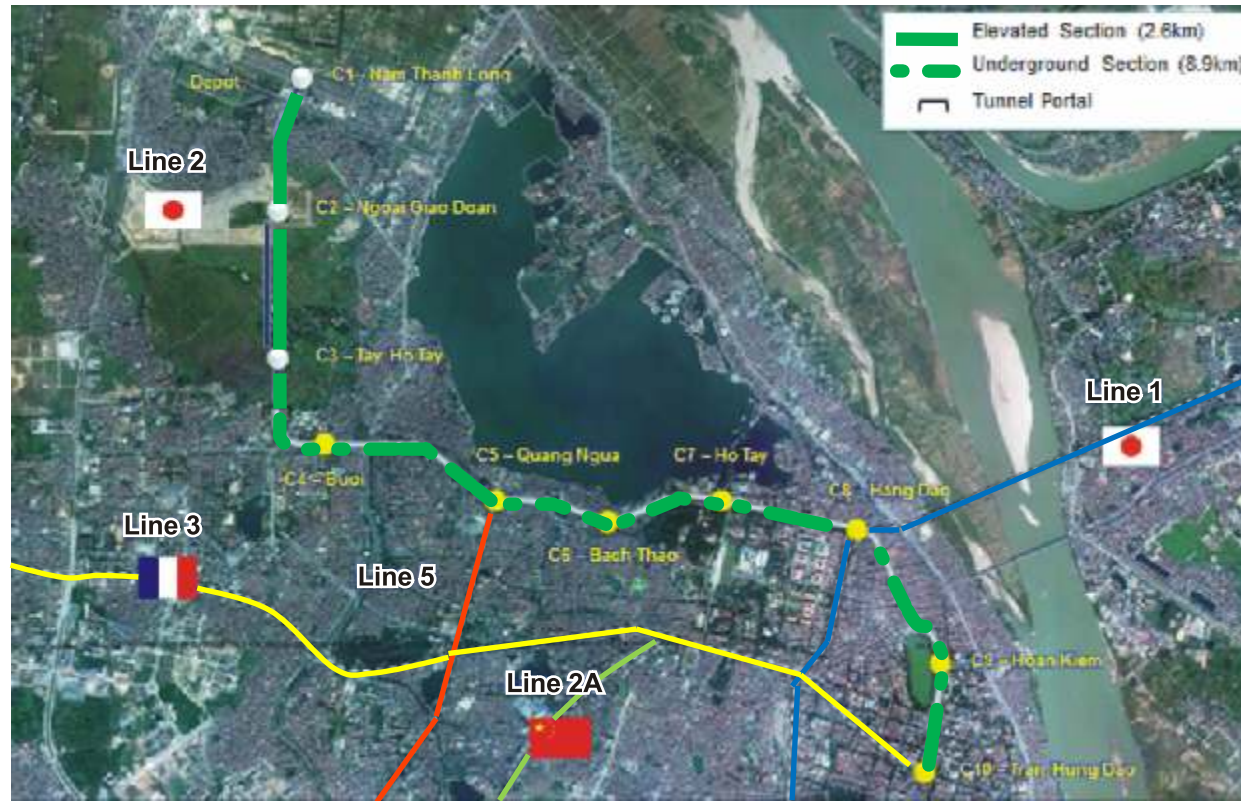 Elevated Section (2.6km)
Underground Section (8.9km)
Tunnel Portal
C1 - Nam Thanh Long
Depot
Line 2
C2 - Ngoai Giao Doan
C3 - Tay Ho Tay
Line 1
C5 - Quang Ngua
C7 - Ho Tay
C4 - Buoi
C8 - Hang Dao
Line 3
C6 - Bach Thao
Line 5
C9 - Hoan Kiem
Line 2A
C10 - Tran Hung Dao